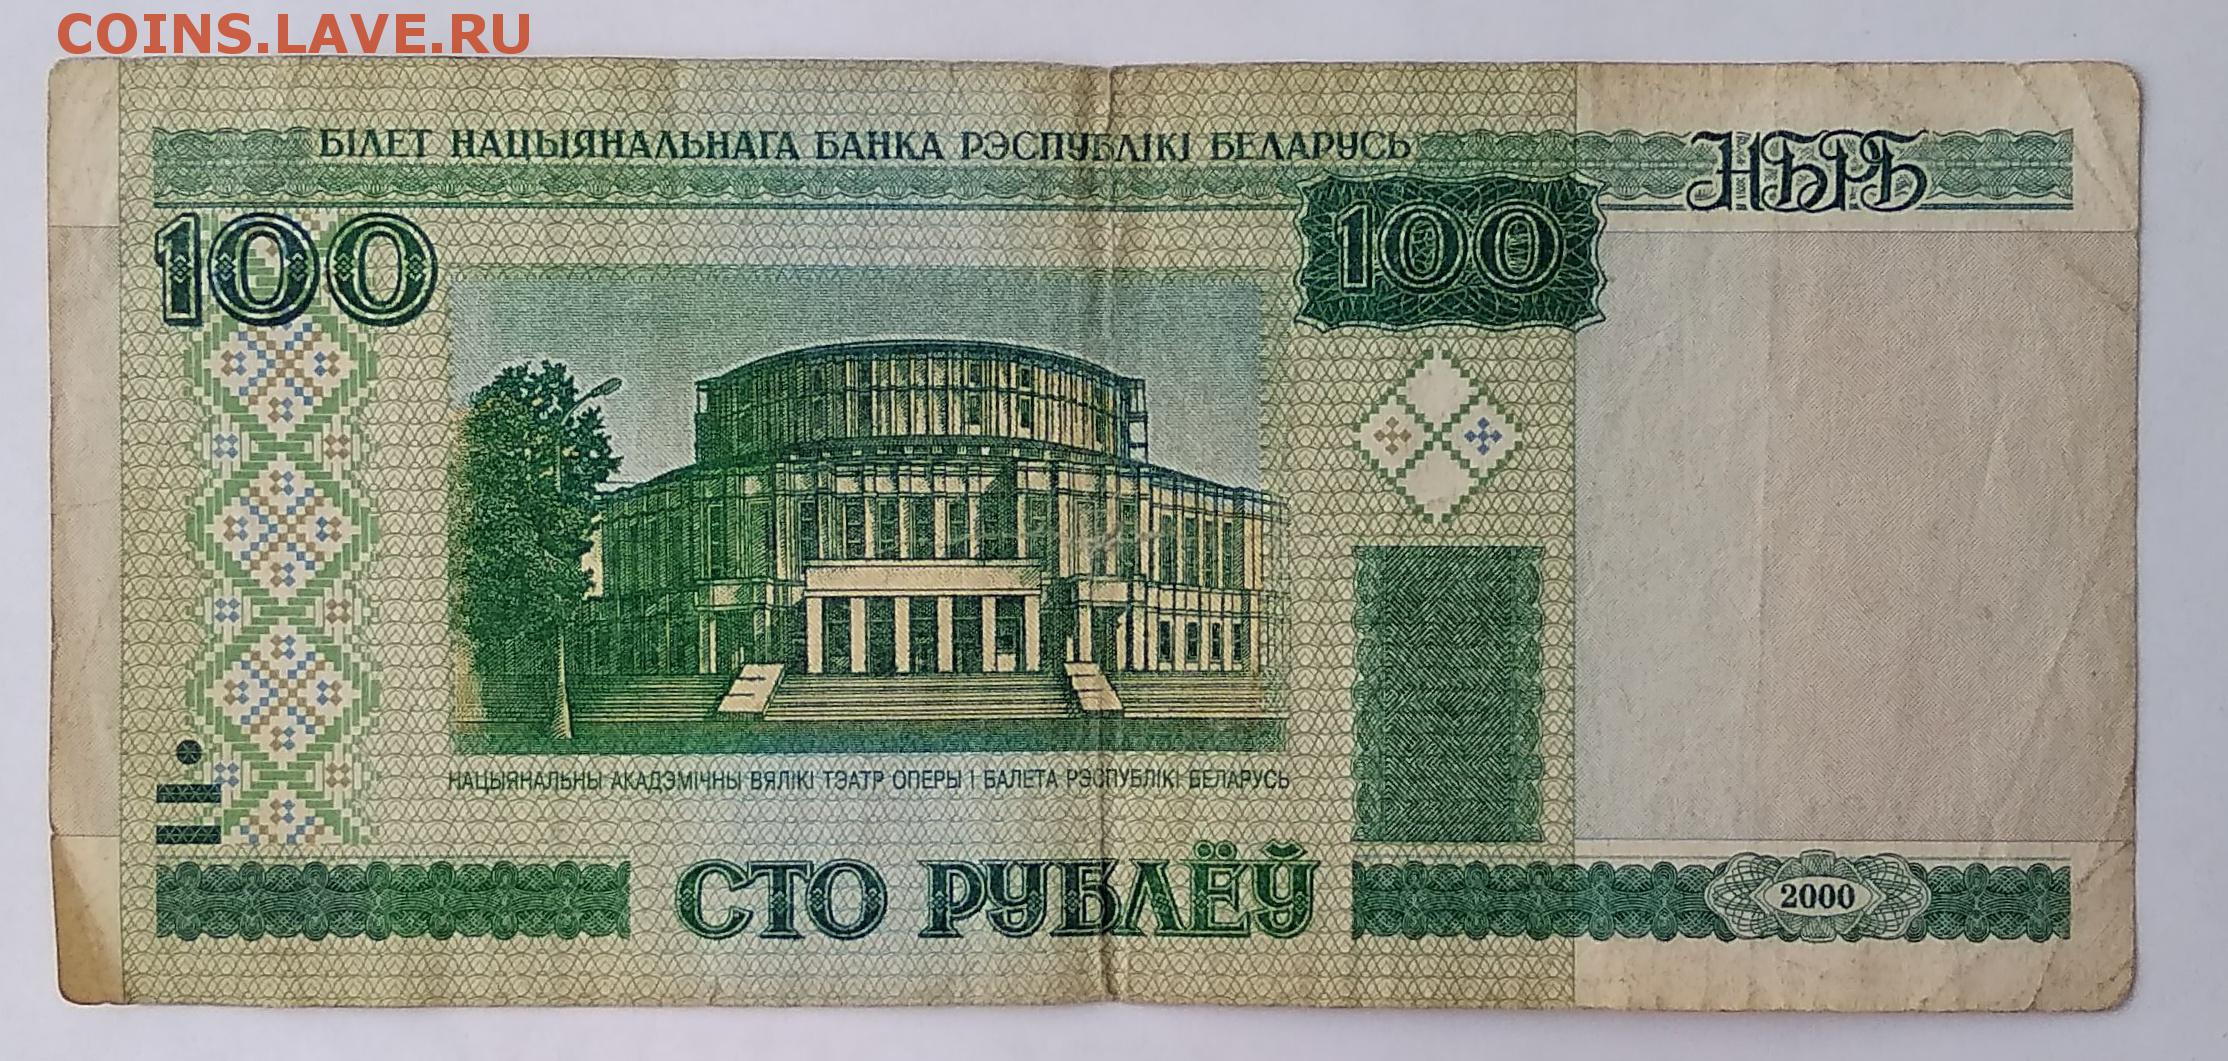 COINS.LAVE.RU
БІЛЕТ НАЦЫЯНАЛЬНАГА БАНКА РЭСПУБЛІКІ БЕЛАРУСЬ
НБРБ
100
100
НАЦЫЯНАЛЬНЫ АКАДЭМІЧНЫ ВЯЛІКІ ТЭАТР ОПЕРЫ І БАЛЕТА РЭСПУБЛІКІ БЕЛАРУСЬ
СТО РУБЛЁЎ
2000